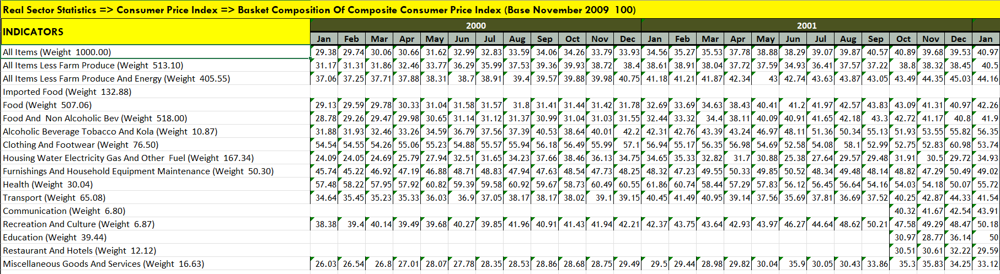 Real Sector Statistics => Consumer Price Index => Basket Composition Of Composite Consumer Price Index (Base November 2009  100)
INDICATORS 2000 2001
Jan Feb Mar Apr May Jun Jul Aug Sep Oct Nov Dec Jan Feb Mar Apr May Jun Jul Aug Sep Oct Nov Dec Jan
All Items (Weight  1000.00) 29.38 29.74 30.06 30.66 31.62 32.99 32.83 33.59 34.06 34.26 33.79 33.93 34.56 35.27 35.53 37.78 38.88 38.29 39.07 39.87 40.57 40.89 39.68 39.53 40.97
All Items Less Farm Produce (Weight  513.10) 31.17 31.31 31.86 32.46 33.77 36.29 35.99 37.53 39.36 39.93 38.72 38.4 38.61 38.91 38.04 37.72 37.59 34.93 36.41 37.57 37.22 38.8 38.32 38.45 40.5
All Items Less Farm Produce And Energy (Weight  405.55) 37.06 37.25 37.71 37.88 38.31 38.7 38.91 39.4 39.57 39.88 39.98 40.75 41.18 41.21 41.87 42.34 43 42.74 43.63 43.87 43.05 43.49 44.35 45.03 44.16
Imported Food (Weight  132.88)
Food (Weight  507.06) 29.13 29.59 29.78 30.33 31.04 31.58 31.57 31.8 31.41 31.44 31.42 31.78 32.69 33.69 34.63 38.43 40.41 41.2 41.97 42.57 43.83 43.09 41.31 40.97 42.26
Food And  Non Alcoholic Bev (Weight  518.00) 28.78 29.26 29.47 29.98 30.65 31.14 31.12 31.37 30.99 31.04 31.03 31.55 32.44 33.32 34.4 38.11 40.09 40.91 41.65 42.18 43.3 42.72 41.17 40.8 41.9
Alcoholic Beverage Tobacco And Kola (Weight  10.87) 31.88 31.93 32.46 33.26 34.59 36.79 37.56 37.39 40.53 38.64 40.01 42.2 42.31 42.76 43.39 43.24 46.97 48.11 51.36 50.34 55.13 51.93 53.55 55.82 56.35
Clothing And Footwear (Weight  76.50) 54.54 54.55 54.26 55.06 55.23 54.88 55.57 55.94 56.18 56.49 55.99 57.1 56.94 55.17 56.35 56.98 54.69 52.58 54.08 58.1 52.99 52.75 52.83 60.98 53.74
Housing Water Electricity Gas And Other  Fuel (Weight  167.34) 24.09 24.05 24.69 25.79 27.94 32.51 31.65 34.23 37.66 38.46 36.13 34.75 34.65 35.33 32.82 31.7 30.88 25.38 27.64 29.57 29.48 31.91 30.5 29.72 34.93
Furnishings And Household Equipment Maintenance (Weight  50.30) 45.74 45.22 46.92 47.19 46.88 48.71 48.83 47.94 47.63 48.54 47.73 48.25 48.32 47.23 49.55 50.33 49.85 50.52 48.34 49.48 48.14 48.82 47.29 50.49 49.02
Health (Weight  30.04) 57.48 58.22 57.95 57.92 60.82 59.39 59.58 60.92 59.67 58.73 60.49 60.55 61.86 60.74 58.44 57.29 57.83 56.12 56.45 56.64 54.16 54.03 54.18 50.07 55.72
Transport (Weight  65.08) 34.64 35.45 35.23 35.33 36.03 36.9 37.05 38.17 38.17 38.02 39.1 39.15 40.45 41.49 40.95 39.14 37.56 35.69 37.81 36.69 37.52 40.25 42.87 44.33 41.54
Communication (Weight  6.80) 40.32 41.67 42.54 43.91
Recreation And Culture (Weight  6.87) 38.38 39.4 40.14 39.49 39.68 40.27 39.85 41.96 40.91 41.43 41.94 42.21 42.37 43.75 43.64 42.93 43.97 46.27 44.64 48.62 50.21 47.58 49.29 48.47 50.18
Education (Weight  39.44) 30.97 28.77 36.14 50
Restaurant And Hotels (Weight  12.12) 30.51 30.61 32.22 29.59
Miscellaneous Goods And Services (Weight  16.63) 26.03 26.54 26.8 27.01 28.07 27.78 28.35 28.53 28.86 28.68 28.75 29.49 29.5 29.44 28.98 29.82 30.04 35.9 30.05 30.43 33.86 35.3 35.83 34.25 33.12